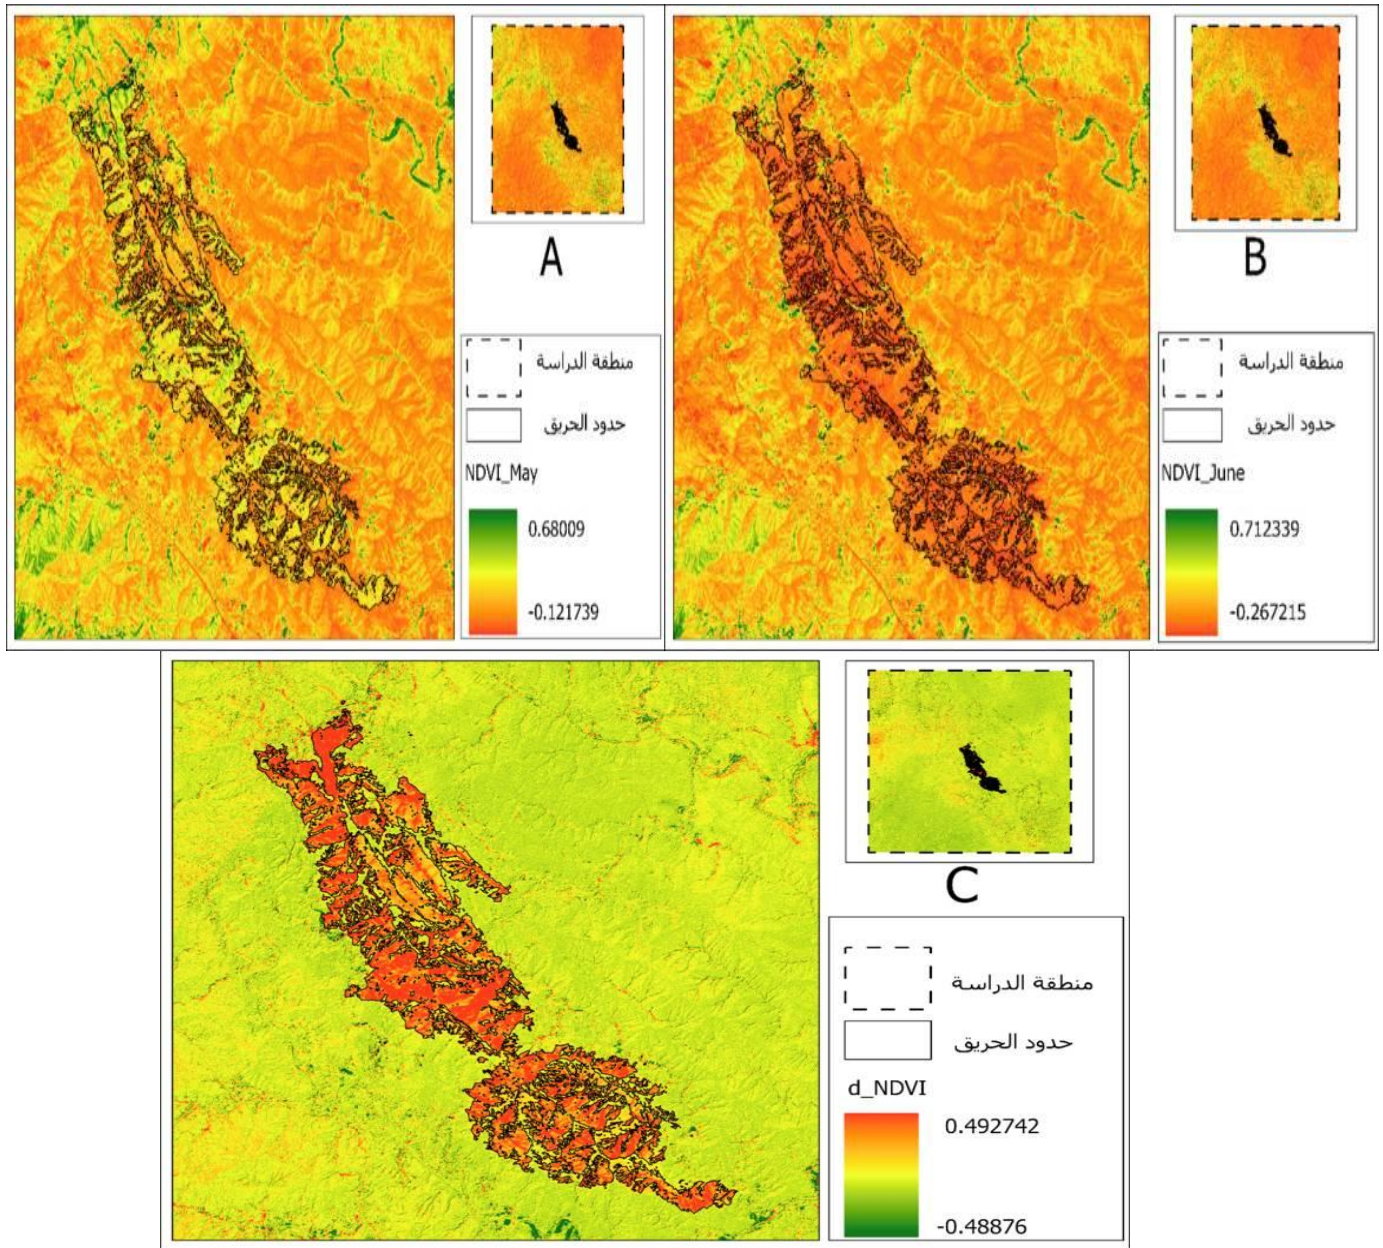 A
منطقة الدراسة
حدود الحريق
NDVI_May
0.68009
-0.121739
B
منطقة الدراسة
حدود الحريق
NDVI_June
0.712339
-0.267215
C
منطقة الدراسة
حدود الحريق
d_NDVI
0.492742
-0.48876